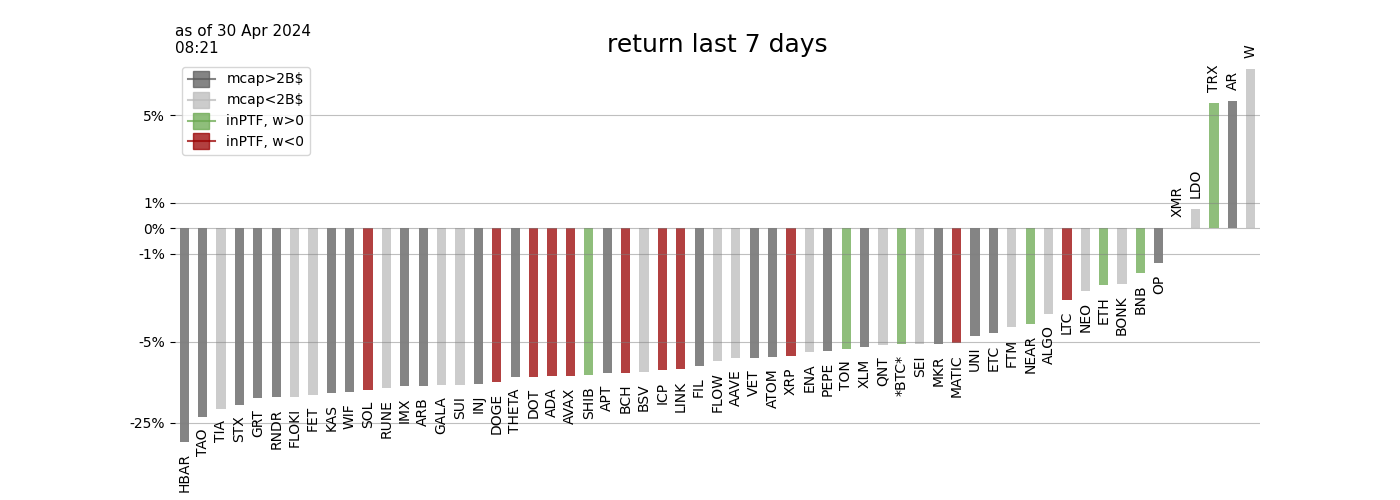 as of 30 Apr 2024
08:21
return last 7 days
mcap>2B$
mcap<2B$
inPTF, w>0
inPTF, w<0
5%
1%
0%
-1%
-5%
-25%
HBAR
TAO
TIA
STX
GRT
RNDR
FLOKI
FET
KAS
WIF
SOL
RUNE
IMX
ARB
GALA
SUI
INJ
DOGE
THETA
DOT
ADA
AVAX
SHIB
APT
BCH
BSV
ICP
LINK
FIL
FLOW
AAVE
VET
ATOM
XRP
ENA
PEPE
TON
XLM
QNT
*BTC*
SEI
MKR
MATIC
UNI
ETC
FTM
NEAR
ALGO
LTC
NEO
ETH
BONK
BNB
OP
XMR
LDO
TRX
AR
W